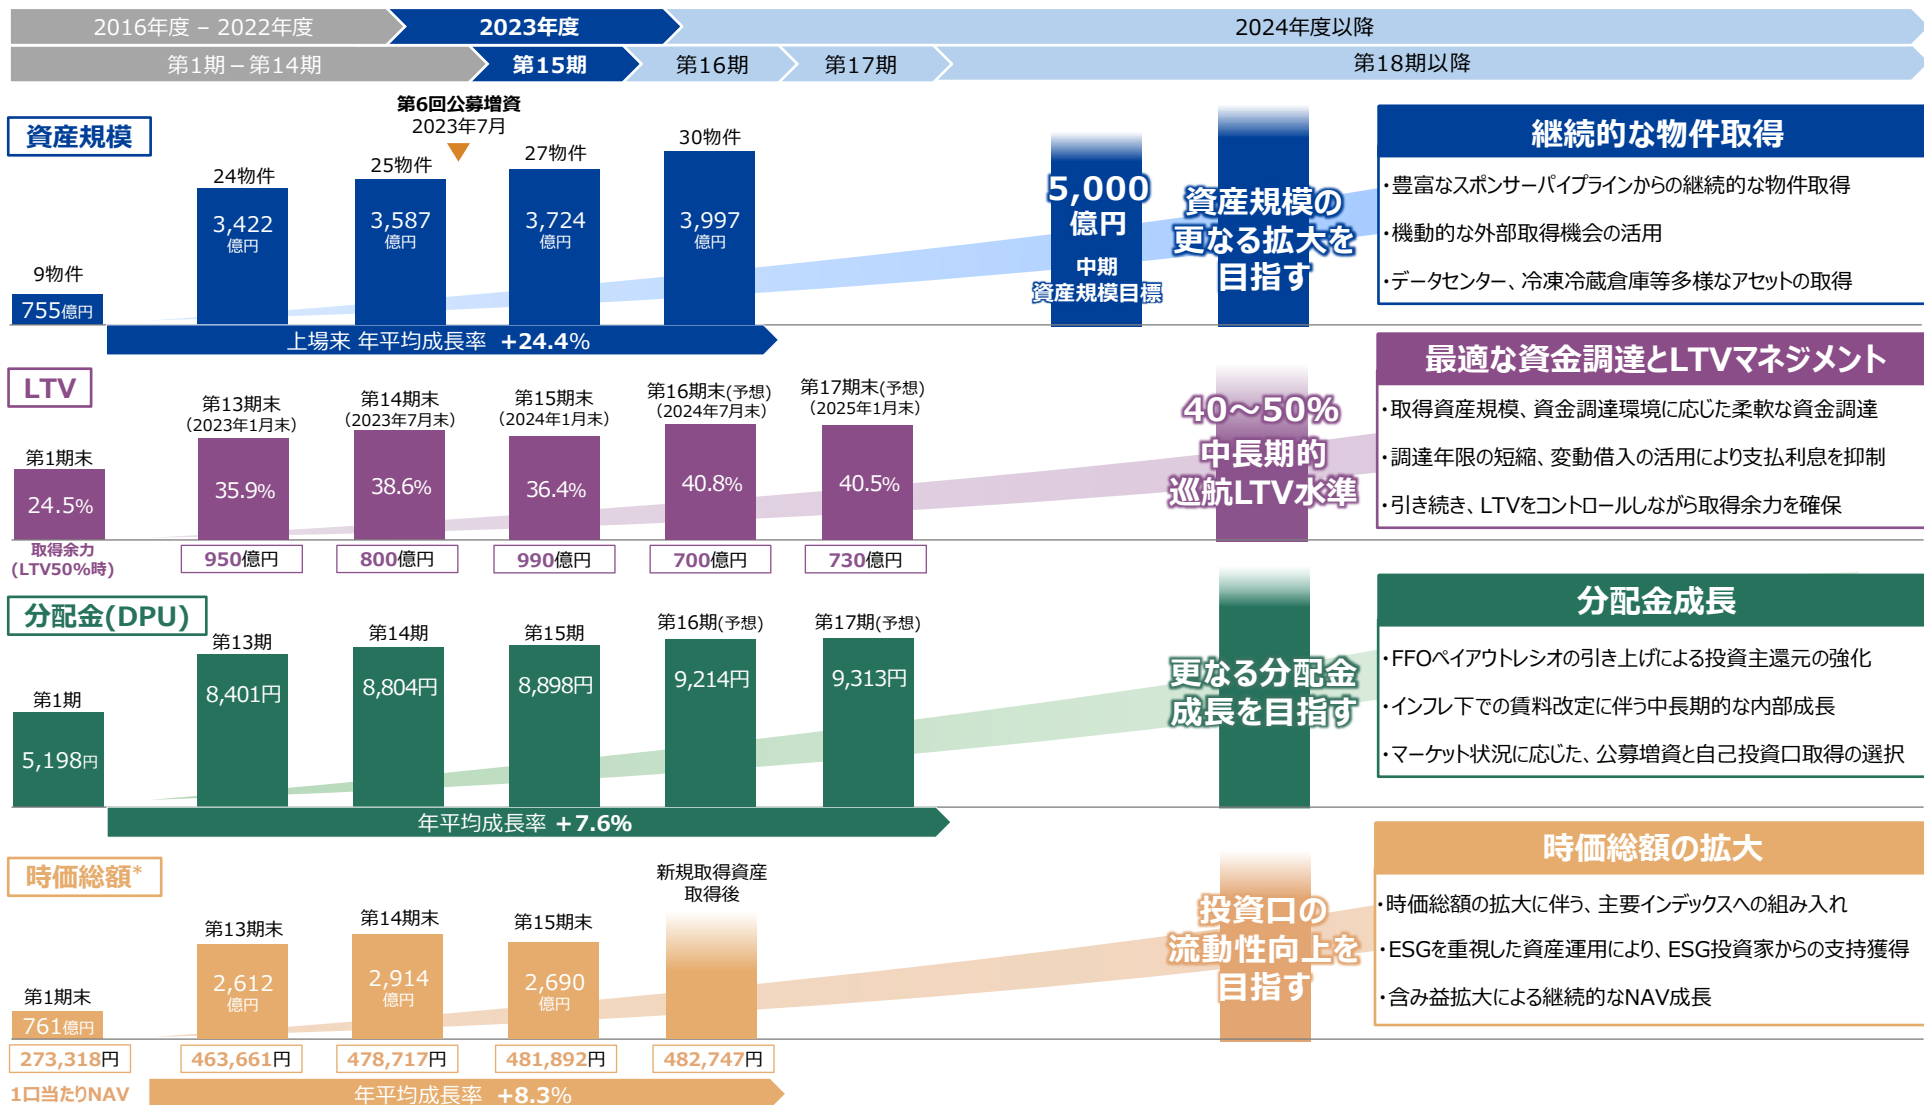 2016年度 – 2022年度
2023年度
2024年度以降
第1期 – 第14期
第15期
第16期
第17期
第18期以降
資産規模
第6回公募増資
2023年7月
9物件
755億円
24物件
3,422
億円
25物件
3,587
億円
27物件
3,724
億円
30物件
3,997
億円
5,000
億円
中期
資産規模目標
資産規模の
更なる拡大を
目指す
上場来 年平均成長率 +24.4%
継続的な物件取得
・豊富なスポンサーパイプラインからの継続的な物件取得
・機動的な外部取得機会の活用
・データセンター、冷凍冷蔵倉庫等多様なアセットの取得
LTV
第1期末
24.5%
第13期末
（2023年1月末）
35.9%
第14期末
（2023年7月末）
38.6%
第15期末
（2024年1月末）
36.4%
第16期末(予想)
（2024年7月末）
40.8%
第17期末(予想)
（2025年1月末）
40.5%
40～50%
中長期的
巡航LTV水準
取得余力
(LTV50%時)
950億円
800億円
990億円
700億円
730億円
最適な資金調達とLTVマネジメント
・取得資産規模、資金調達環境に応じた柔軟な資金調達
・調達年限の短縮、変動借入の活用により支払利息を抑制
・引き続き、LTVをコントロールしながら取得余力を確保
分配金(DPU)
第1期
5,198円
第13期
8,401円
第14期
8,804円
第15期
8,898円
第16期(予想)
9,214円
第17期(予想)
9,313円
更なる分配金
成長を目指す
年平均成長率 +7.6%
分配金成長
・FFOペイアウトレシオの引き上げによる投資主還元の強化
・インフレ下での賃料改定に伴う中長期的な内部成長
・マーケット状況に応じた、公募増資と自己投資口取得の選択
時価総額*
第1期末
761億円
第13期末
2,612
億円
第14期末
2,914
億円
第15期末
2,690
億円
新規取得資産
取得後
投資口の
流動性向上を
目指す
273,318円
463,661円
478,717円
481,892円
482,747円
1口当たりNAV
年平均成長率 +8.3%
時価総額の拡大
・時価総額の拡大に伴う、主要インデックスへの組み入れ
・ESGを重視した資産運用により、ESG投資家からの支持獲得
・含み益拡大による継続的なNAV成長